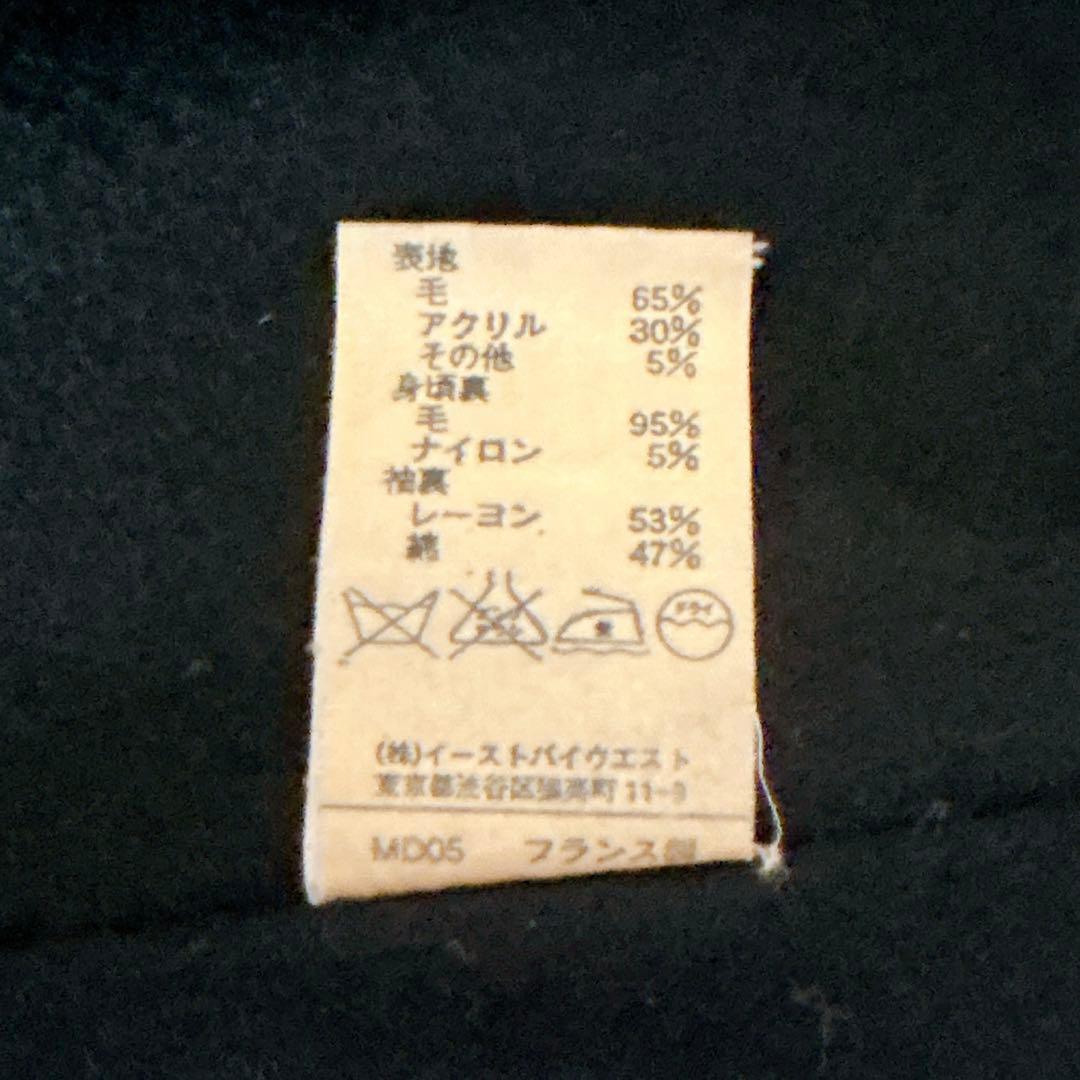 表地
毛 65%
アクリル 30%
その他 5%
身頃裏
毛 95%
ナイロン 5%
袖裏
レーヨン 53%
綿 47%
ドライ
(株)イーストバイウエスト
東京都渋谷区鶯谷町 11-9
MD05 フランス製